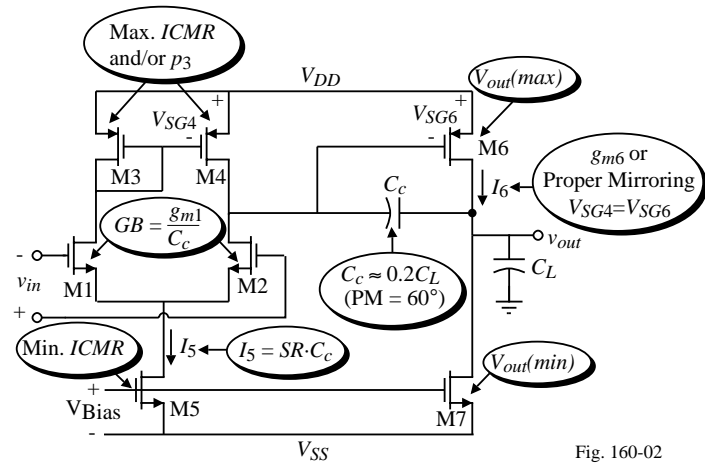 Max. ICMR
and/or p3
VDD
Vout(max)
+
VSG4
-
+
VSG6
-
M6
M3
M4
I6
gm6 or
Proper Mirroring
VSG4=VSG6
Cc
GB = gm1
Cc
vout
-
vin
+
M1
M2
Cc ≈ 0.2CL
(PM = 60°)
CL
Min. ICMR
I5
I5 = SR·Cc
Vout(min)
+
VBias
-
M5
M7
VSS
Fig. 160-02